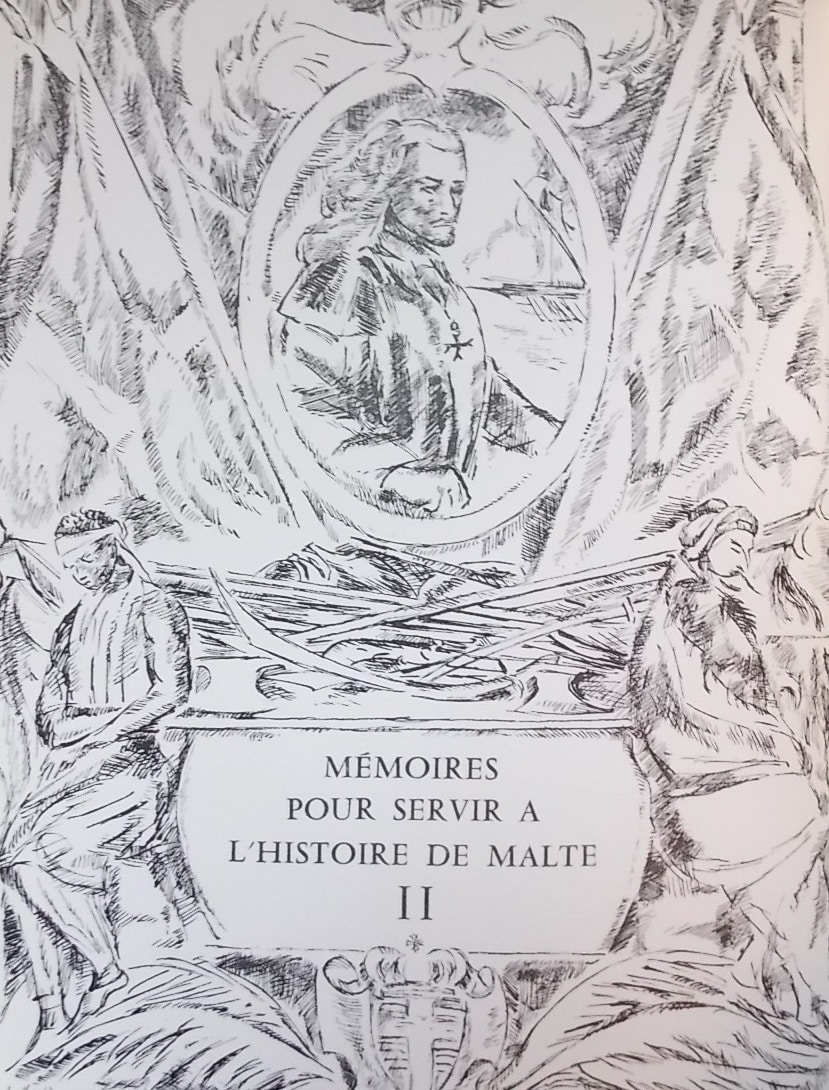 MÉMOIRES
POUR SERVIR A
L'HISTOIRE DE MALTE
II